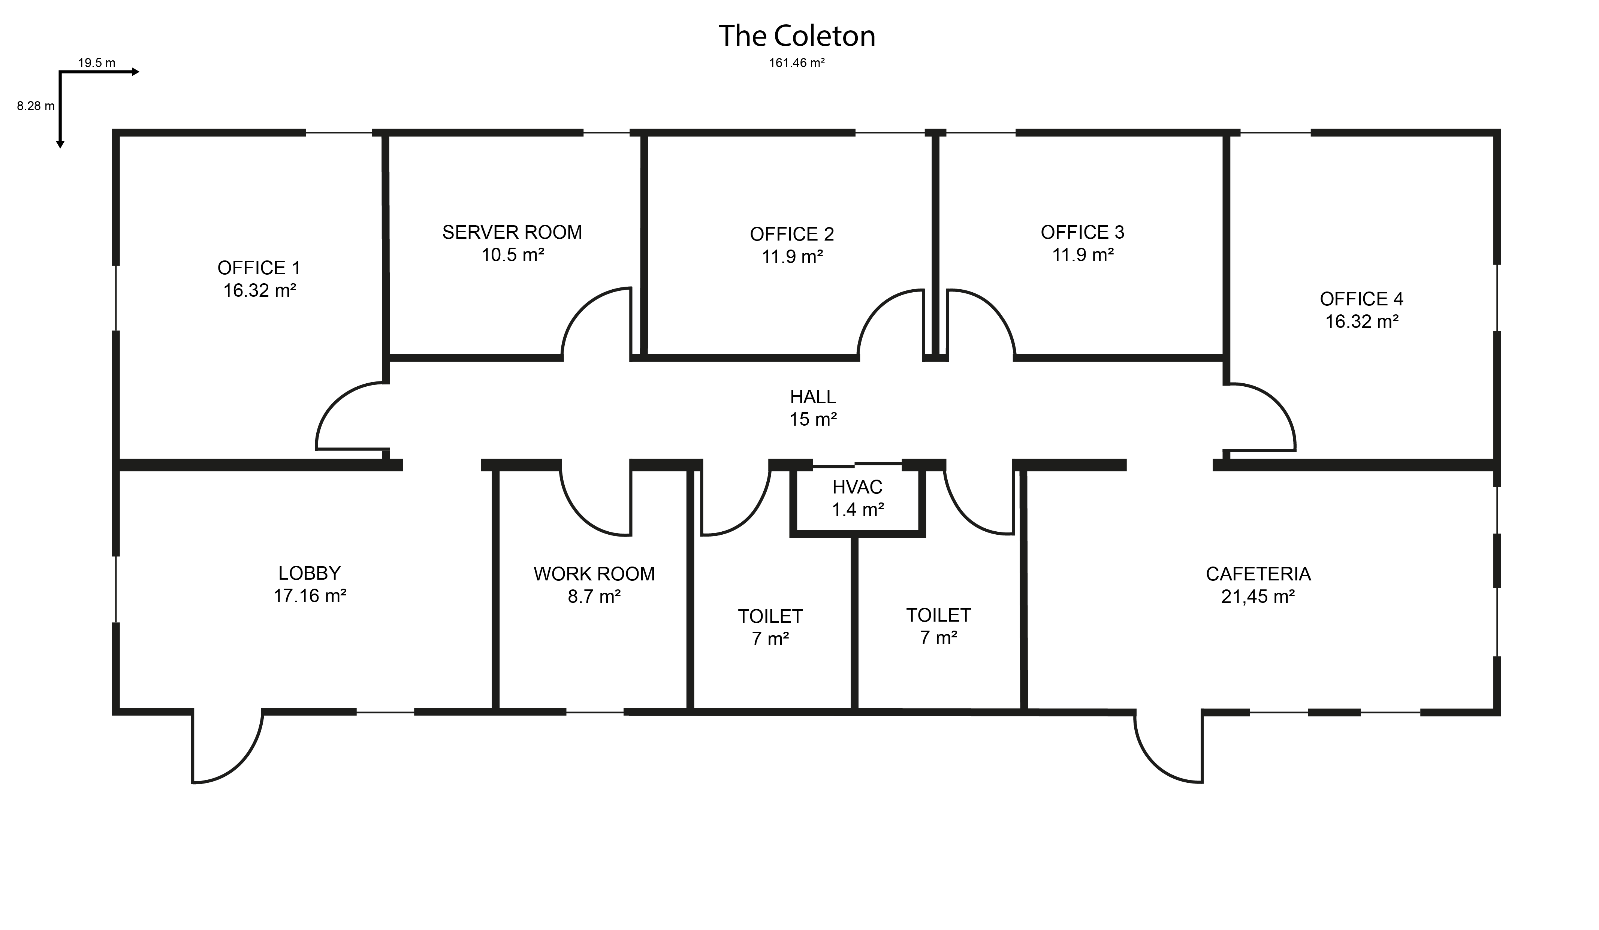 The Coleton
161.46 m²
19.5 m
8.28 m
OFFICE 1
16.32 m²
SERVER ROOM
10.5 m²
OFFICE 2
11.9 m²
OFFICE 3
11.9 m²
OFFICE 4
16.32 m²
HALL
15 m²
LOBBY
17.16 m²
WORK ROOM
8.7 m²
TOILET
7 m²
HVAC
1.4 m²
TOILET
7 m²
CAFETERIA
21,45 m²